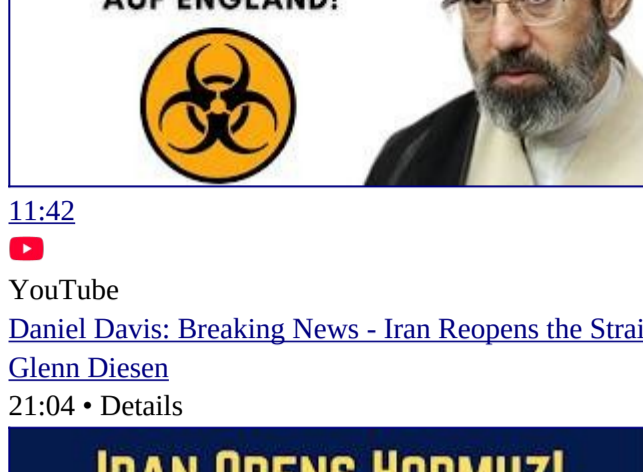 AUF ENGLAND!
11:42
YouTube
Daniel Davis: Breaking News - Iran Reopens the Strai
Glenn Diesen
21:04 • Details
IRAN OPENS HORMUZ!